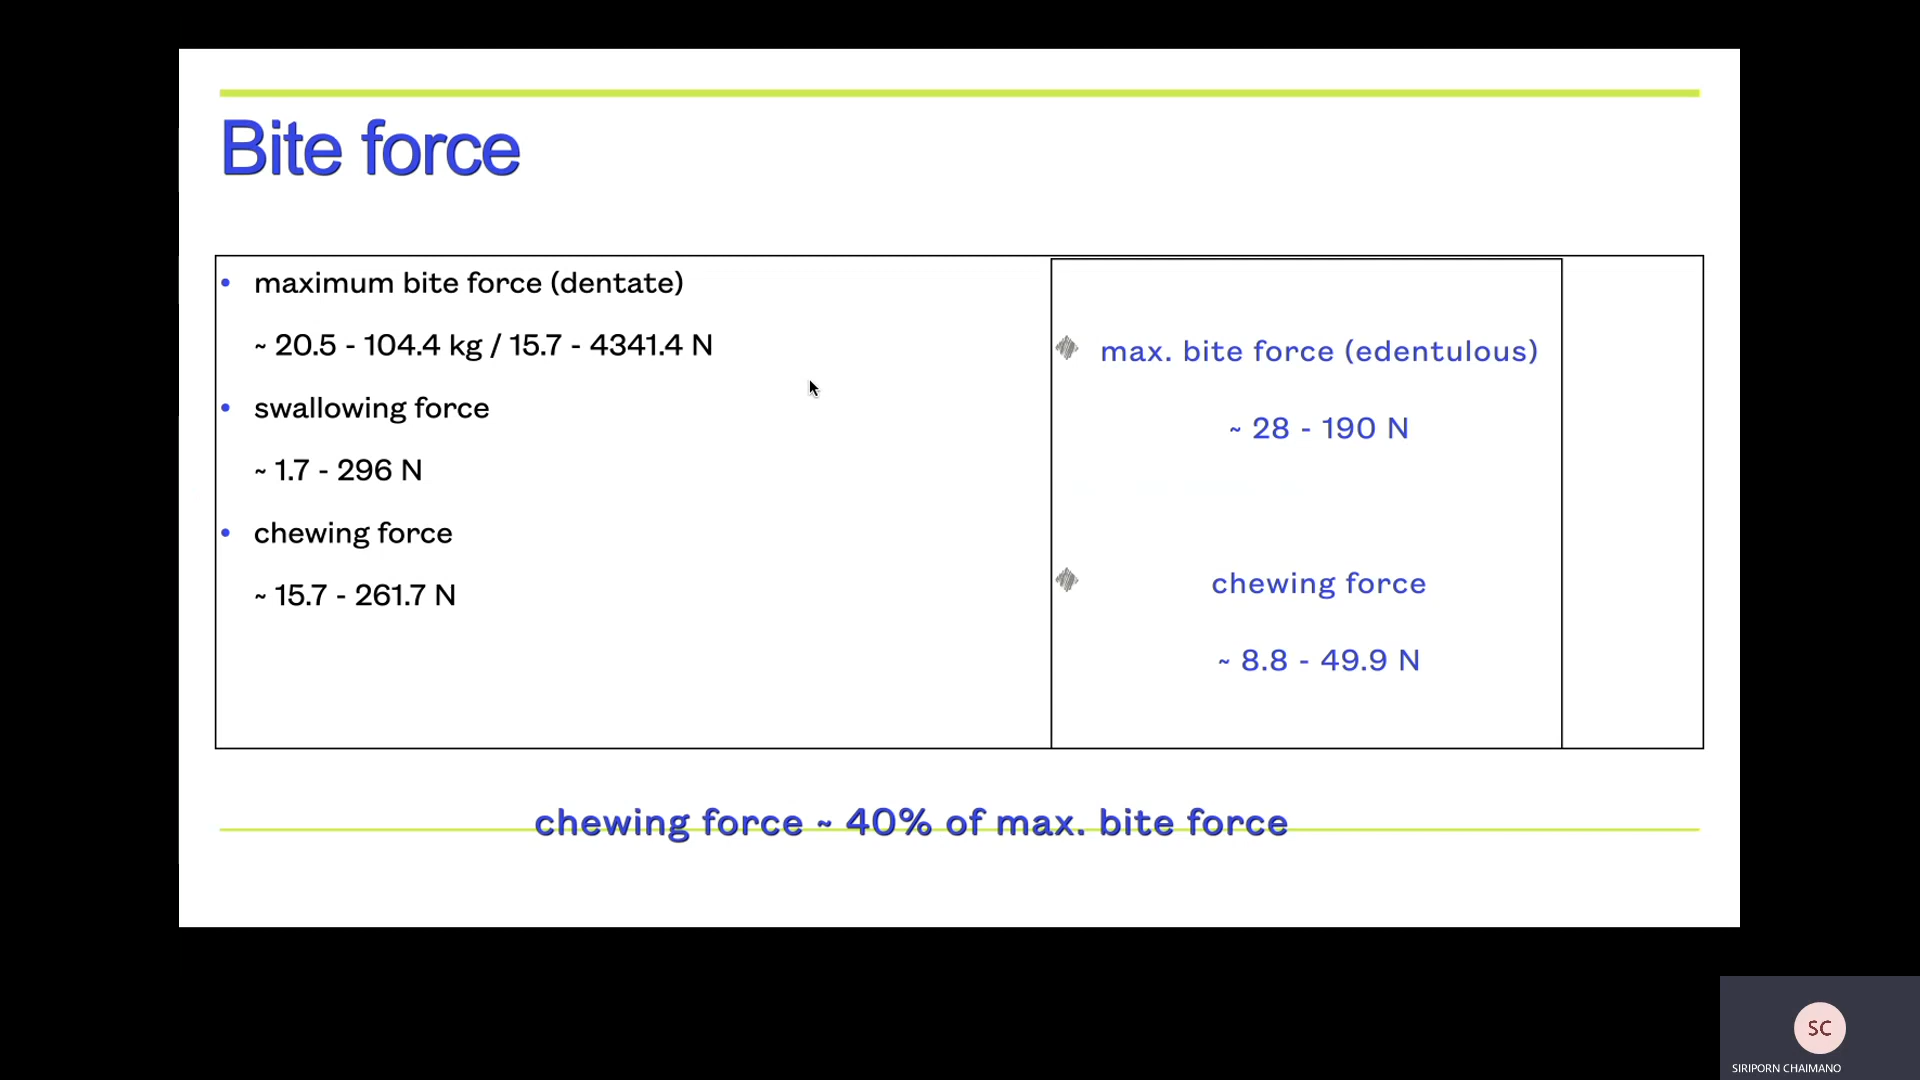 Bite force
• maximum bite force (dentate)
~ 20.5 - 104.4 kg / 15.7 - 4341.4 N
• swallowing force
~ 1.7 - 296 N
• chewing force
~ 15.7 - 261.7 N
max. bite force (edentulous)
~ 28 - 190 N
chewing force
~ 8.8 - 49.9 N
chewing force ~ 40% of max. bite force
SC
SIRIPORN CHAIMANO